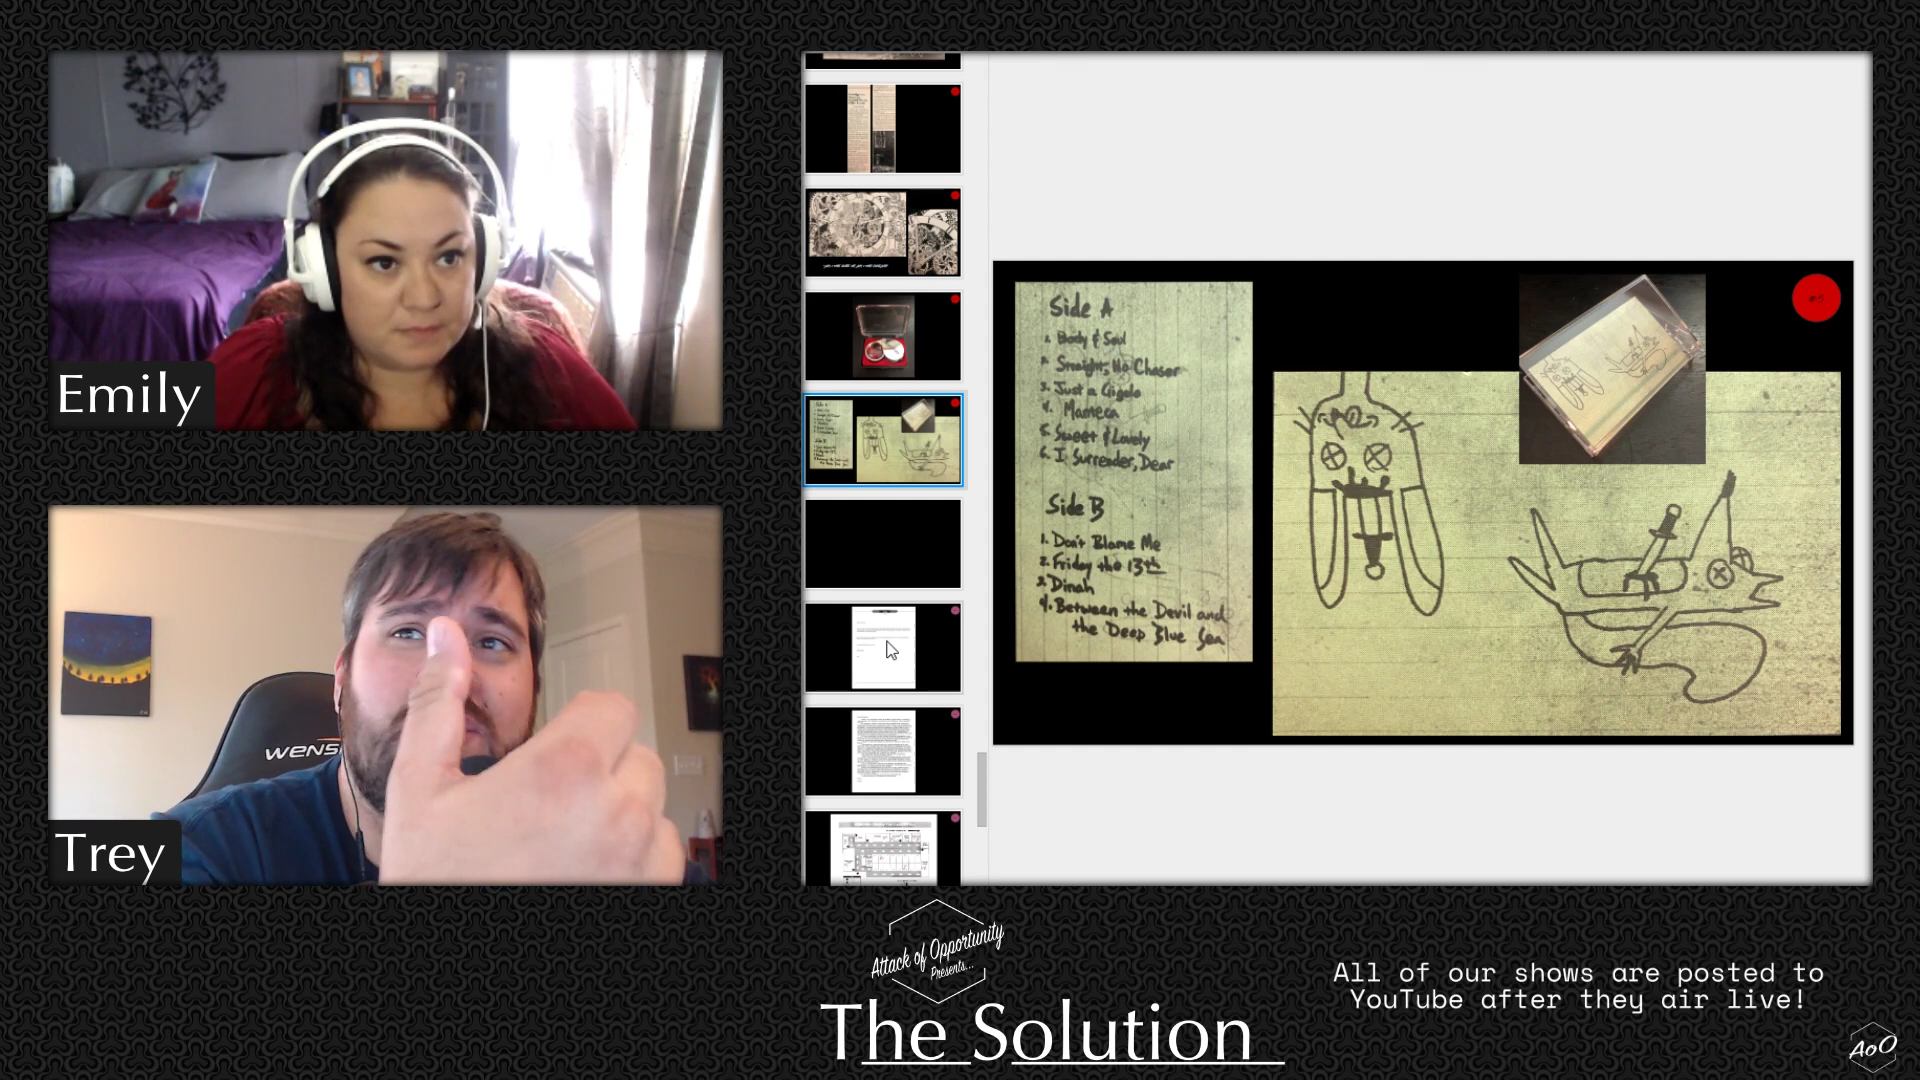 Emily
WENS
Trey
Side A
1. Body & Soul
2. Straight, No Chaser
3. Just a Gigolo
4. Mameca
5. Sweet & Lovely
6. I Surrender, Dear
Side B
1. Don't Blame Me
2. Friday the 13th
3. Dinah
4. Between the Devil and
the Deep Blue Sea
Attack of Opportunity
Presents...
The Solution
All of our shows are posted to
YouTube after they air live!
AoO